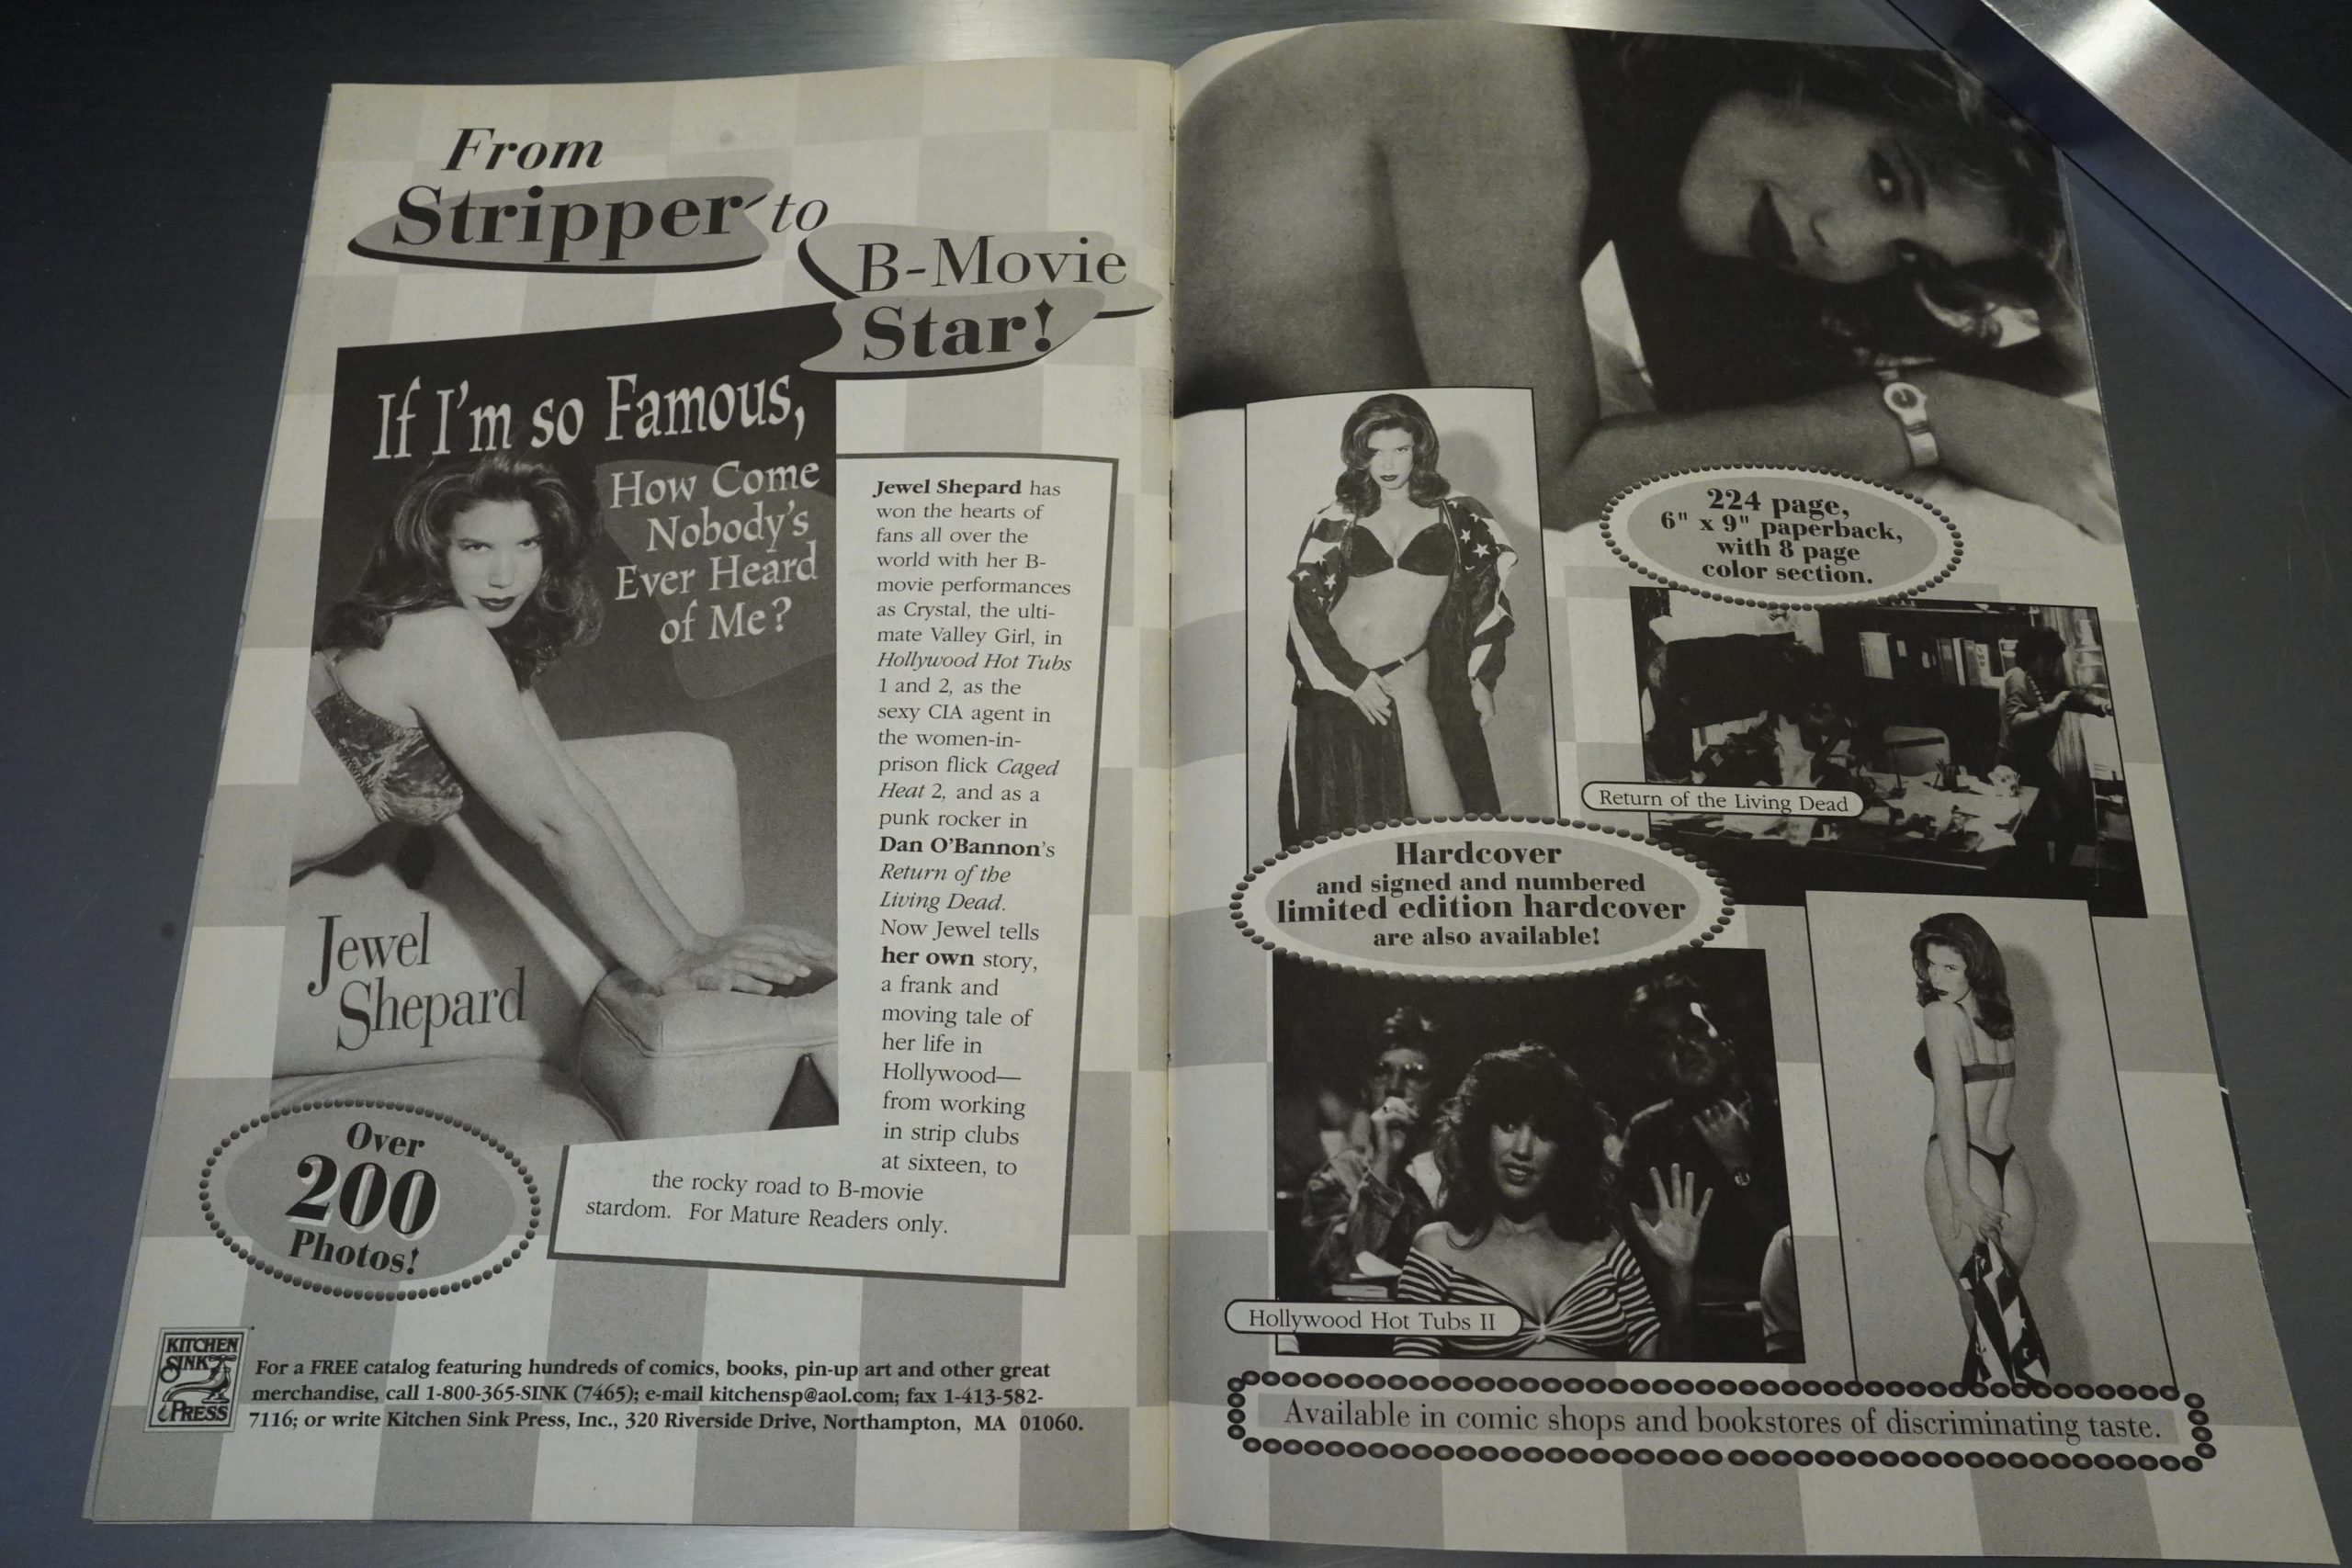 From
Stripper to
B-Movie
Star!
If I'm so Famous,
How Come
Nobody's
Ever Heard
of Me?
Jewel
Shepard
Jewel Shepard has
won the hearts of
fans all over the
world with her B-
movie performances
as Crystal, the ulti-
mate Valley Girl, in
Hollywood Hot Tubs
1 and 2, as the
sexy CIA agent in
the women-in-
prison flick Caged
Heat 2, and as a
punk rocker in
Dan O'Bannon's
Return of the
Living Dead.
Now Jewel tells
her own story,
a frank and
moving tale of
her life in
Hollywood—
from working
in strip clubs
at sixteen, to
the rocky road to B-movie
stardom. For Mature Readers only.
Over
200
Photos!
KITCHEN
SINK
PRESS
For a FREE catalog featuring hundreds of comics, books, pin-up art and other great
merchandise, call 1-800-365-SINK (7465); e-mail kitchensp@aol.com; fax 1-413-582-
7116; or write Kitchen Sink Press, Inc., 320 Riverside Drive, Northampton, MA 01060.
224 page,
6" x 9" paperback,
with 8 page
color section.
Return of the Living Dead
Hardcover
and signed and numbered
limited edition hardcover
are also available!
Hollywood Hot Tubs II
Available in comic shops and bookstores of discriminating taste.